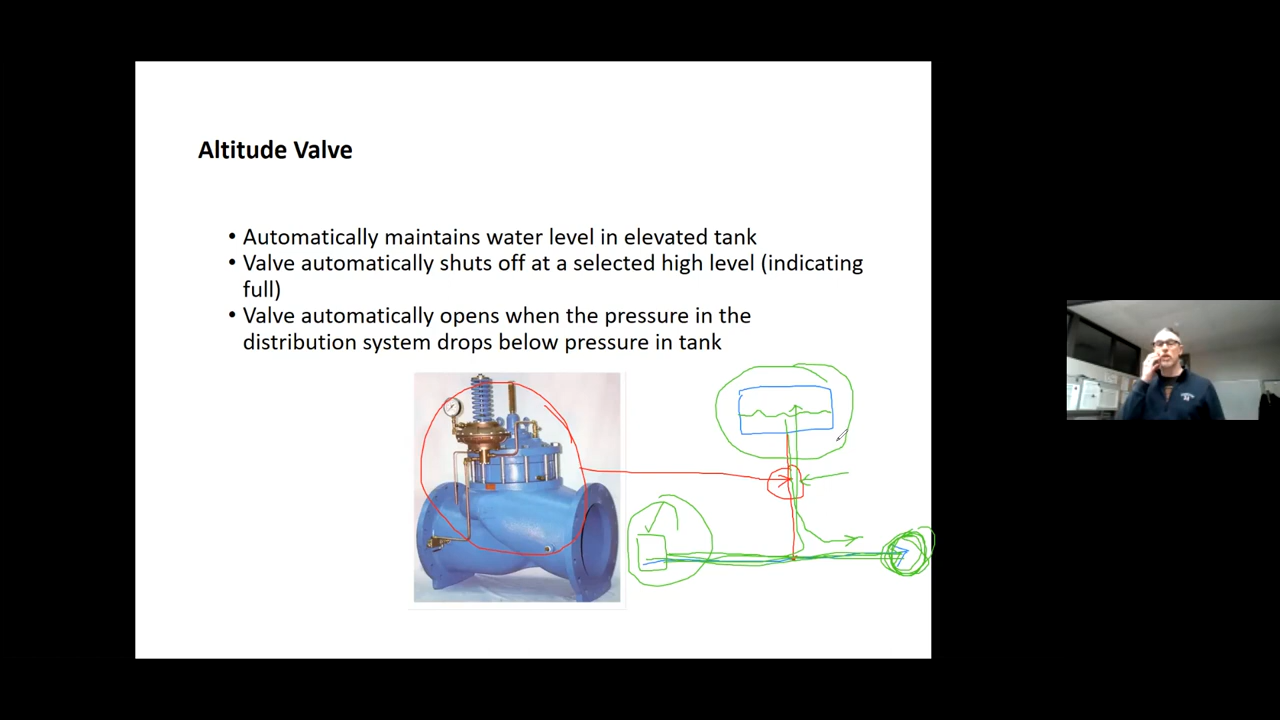 Altitude Valve
• Automatically maintains water level in elevated tank
• Valve automatically shuts off at a selected high level (indicating
full)
• Valve automatically opens when the pressure in the
distribution system drops below pressure in tank